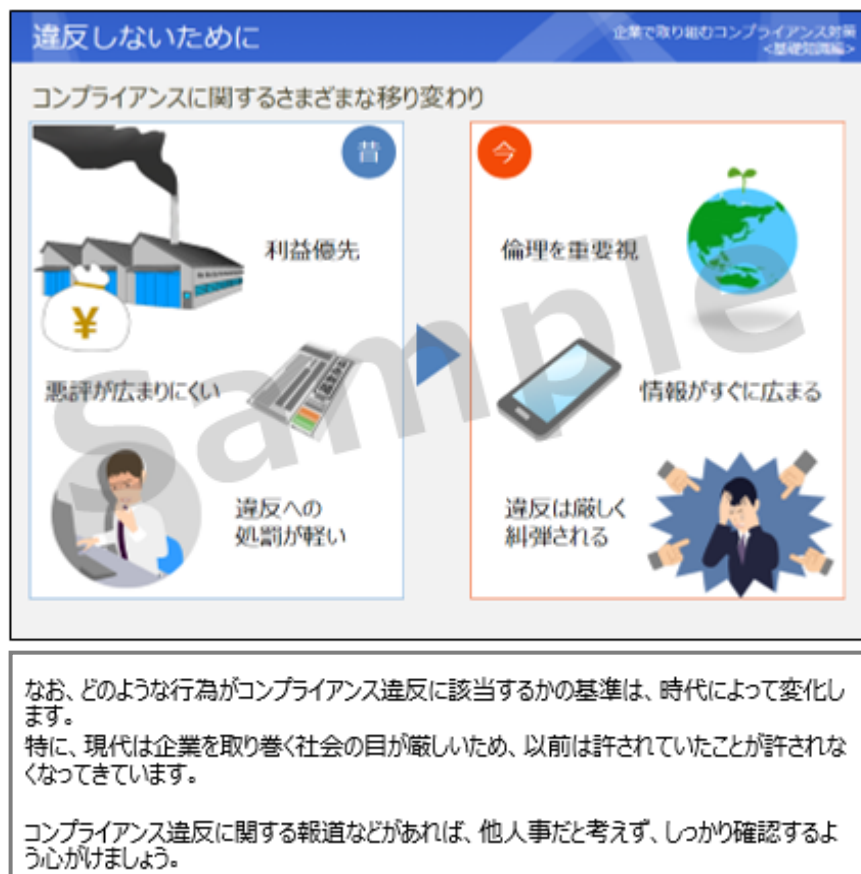 違反しないために
企業で取り組むコンプライアンス対策
<基礎知識編>
コンプライアンスに関するさまざまな移り変わり
昔
今
利益優先
倫理を重要視
¥
悪評が広まりにくい
情報がすぐに広まる
違反への
処罰が軽い
違反は厳しく
糾弾される
Sample
なお、どのような行為がコンプライアンス違反に該当するかの基準は、時代によって変化し
ます。
特に、現代は企業を取り巻く社会の目が厳しいため、以前は許されていたことが許されな
くなってきています。
コンプライアンス違反に関する報道などがあれば、他人事だと考えず、しっかり確認するよ
う心がけましょう。